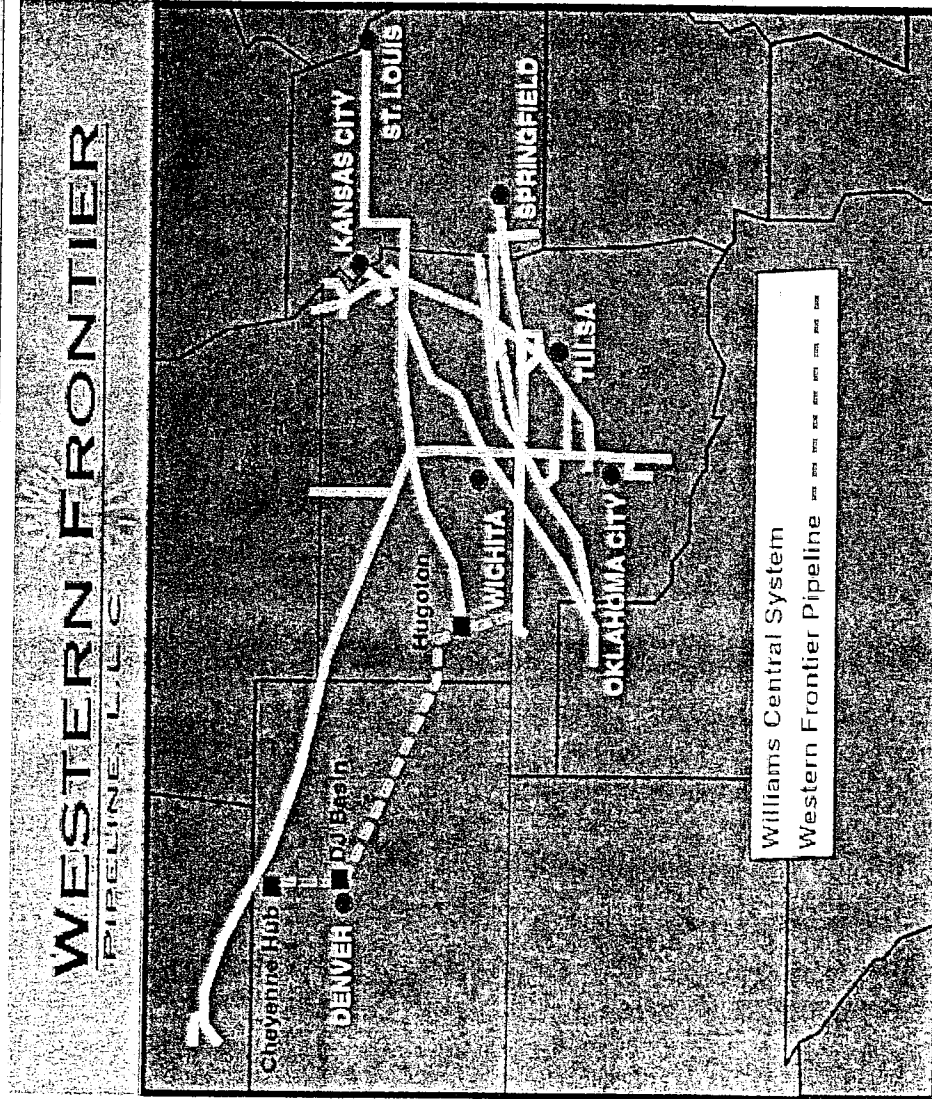 WESTERN FRONTIER
PIPELINE, L.L.C.
Cheyenne Hub
DENVER
DJ Basin
KANSAS CITY
ST. LOUIS
Hugoton
WICHITA
SPRINGFIELD
TULSA
OKLAHOMA CITY
Williams Central System
Western Frontier Pipeline